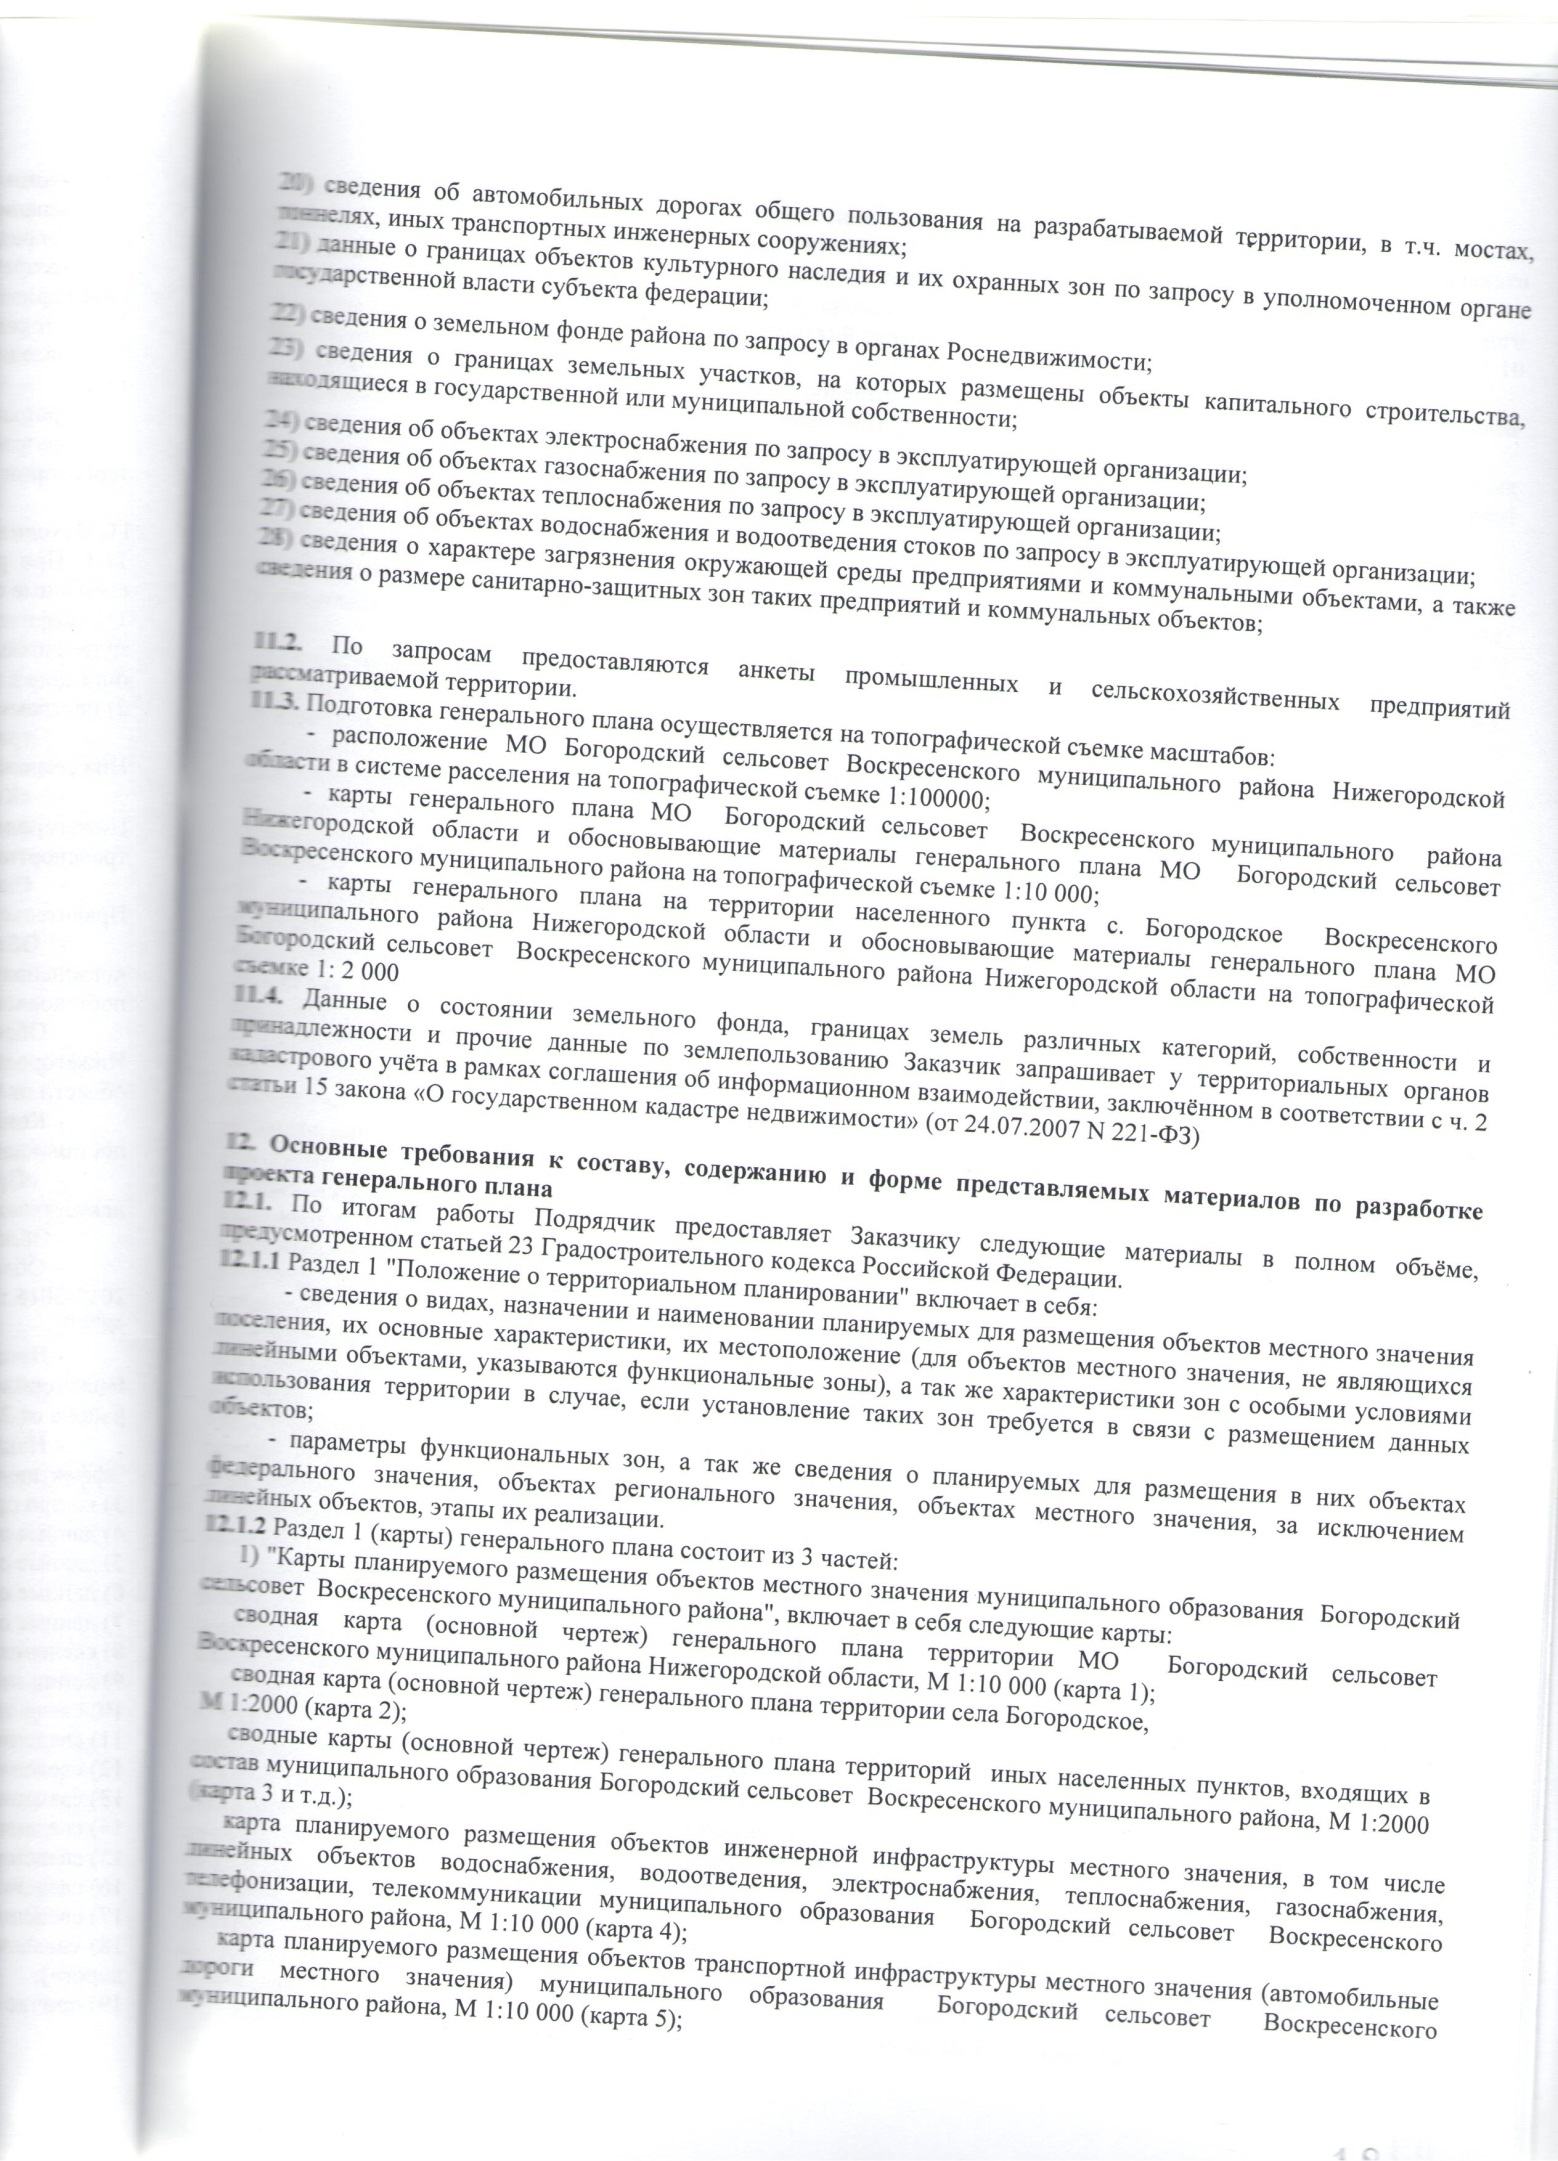 20) сведения об автомобильных дорогах общего пользования на разрабатываемой территории, в т.ч. мостах,
тоннелях, иных транспортных инженерных сооружениях;
21) данные о границах объектов культурного наследия и их охранных зон по запросу в уполномоченном органе
государственной власти субъекта федерации;
22) сведения о земельном фонде района по запросу в органах Роснедвижимости;
23) сведения о границах земельных участков, на которых размещены объекты капитального строительства,
находящиеся в государственной или муниципальной собственности;
24) сведения об объектах электроснабжения по запросу в эксплуатирующей организации;
25) сведения об объектах газоснабжения по запросу в эксплуатирующей организации;
26) сведения об объектах теплоснабжения по запросу в эксплуатирующей организации;
27) сведения об объектах водоснабжения и водоотведения стоков по запросу в эксплуатирующей организации;
28) сведения о характере загрязнения окружающей среды предприятиями и коммунальными объектами, а также
сведения о размере санитарно-защитных зон таких предприятий и коммунальных объектов;
11.2. По запросам предоставляются анкеты промышленных и сельскохозяйственных предприятий
рассматриваемой территории.
11.3. Подготовка генерального плана осуществляется на топографической съемке масштабов:
- расположение МО Богородский сельсовет Воскресенского муниципального района Нижегородской
области в системе расселения на топографической съемке 1:100000;
- карты генерального плана МО Богородский сельсовет Воскресенского муниципального района
Нижегородской области и обосновывающие материалы генерального плана МО Богородский сельсовет
Воскресенского муниципального района на топографической съемке 1:10 000;
- карты генерального плана на территории населенного пункта с. Богородское Воскресенского
муниципального района Нижегородской области и обосновывающие материалы генерального плана МО
Богородский сельсовет Воскресенского муниципального района Нижегородской области на топографической
съемке 1: 2 000
11.4. Данные о состоянии земельного фонда, границах земель различных категорий, собственности и
принадлежности и прочие данные по землепользованию Заказчик запрашивает у территориальных органов
кадастрового учёта в рамках соглашения об информационном взаимодействии, заключённом в соответствии с ч. 2
статьи 15 закона «О государственном кадастре недвижимости» (от 24.07.2007 N 221-ФЗ)
12. Основные требования к составу, содержанию и форме представляемых материалов по разработке
проекта генерального плана
12.1. По итогам работы Подрядчик предоставляет Заказчику следующие материалы в полном объёме,
предусмотренном статьей 23 Градостроительного кодекса Российской Федерации.
12.1.1 Раздел 1 "Положение о территориальном планировании" включает в себя:
- сведения о видах, назначении и наименовании планируемых для размещения объектов местного значения
поселения, их основные характеристики, их местоположение (для объектов местного значения, не являющихся
линейными объектами, указываются функциональные зоны), а так же характеристики зон с особыми условиями
использования территории в случае, если установление таких зон требуется в связи с размещением данных
объектов;
- параметры функциональных зон, а так же сведения о планируемых для размещения в них объектах
федерального значения, объектах регионального значения, объектах местного значения, за исключением
линейных объектов, этапы их реализации.
12.1.2 Раздел 1 (карты) генерального плана состоит из 3 частей:
1) "Карты планируемого размещения объектов местного значения муниципального образования Богородский
сельсовет Воскресенского муниципального района", включает в себя следующие карты:
сводная карта (основной чертеж) генерального плана территории МО Богородский сельсовет
Воскресенского муниципального района Нижегородской области, М 1:10 000 (карта 1);
сводная карта (основной чертеж) генерального плана территории села Богородское,
М 1:2000 (карта 2);
сводные карты (основной чертеж) генерального плана территорий иных населенных пунктов, входящих в
состав муниципального образования Богородский сельсовет Воскресенского муниципального района, М 1:2000
(карта 3 и т.д.);
карта планируемого размещения объектов инженерной инфраструктуры местного значения, в том числе
линейных объектов водоснабжения, водоотведения, электроснабжения, теплоснабжения, газоснабжения,
телефонизации, телекоммуникации муниципального образования Богородский сельсовет Воскресенского
муниципального района, М 1:10 000 (карта 4);
карта планируемого размещения объектов транспортной инфраструктуры местного значения (автомобильные
дороги местного значения) муниципального образования Богородский сельсовет Воскресенского
муниципального района, М 1:10 000 (карта 5);